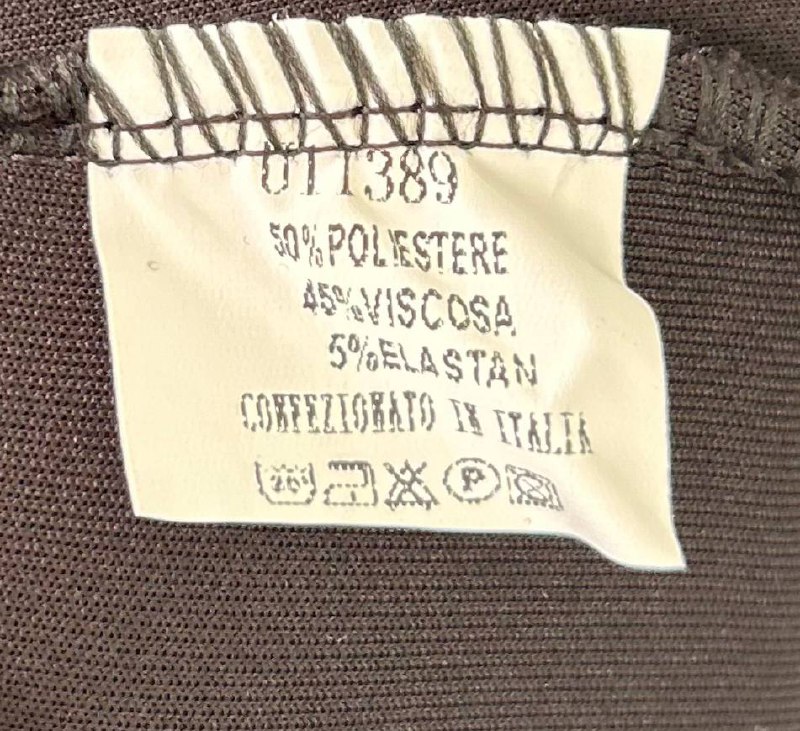 011389
50% POLIESTERE
45% VISCOSA
5% ELASTAN
CONFEZIONATO IN ITALIA
P